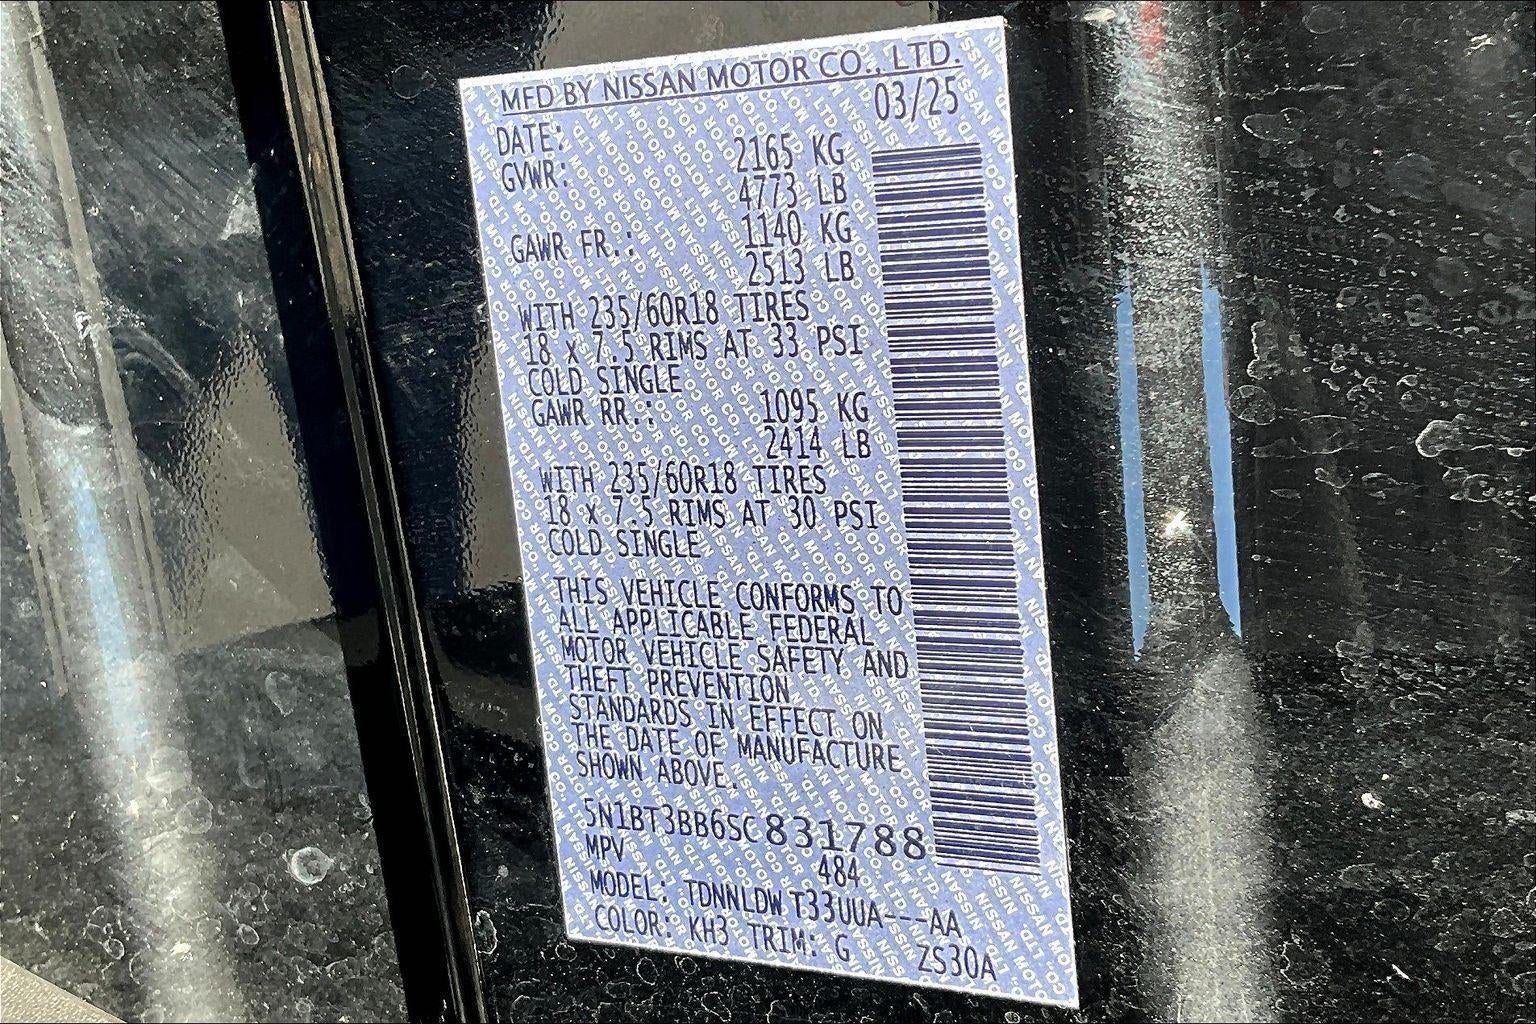 MFD BY NISSAN MOTOR CO., LTD.
DATE: 03/25
GVWR: 2165 KG
4773 LB
GAWR FR.: 1140 KG
2513 LB
WITH 235/60R18 TIRES
18 x 7.5 RIMS AT 33 PSI
COLD SINGLE
GAWR RR.: 1095 KG
2414 LB
WITH 235/60R18 TIRES
18 x 7.5 RIMS AT 30 PSI
COLD SINGLE
THIS VEHICLE CONFORMS TO
ALL APPLICABLE FEDERAL
MOTOR VEHICLE SAFETY AND
THEFT PREVENTION
STANDARDS IN EFFECT ON
THE DATE OF MANUFACTURE
SHOWN ABOVE.
5N1BT3BB6SC831788
MPV 484
MODEL: TDNNLDW T33UUA---AA
COLOR: KH3 TRIM: G ZS30A